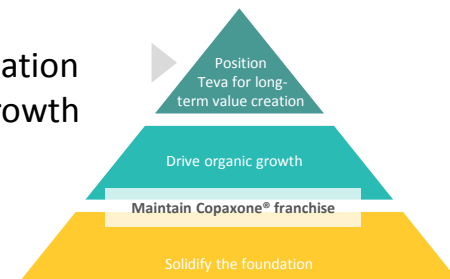 ation
rowth
Position
Teva for long-
term value creation
Drive organic growth
Maintain Copaxone® franchise
Solidify the foundation